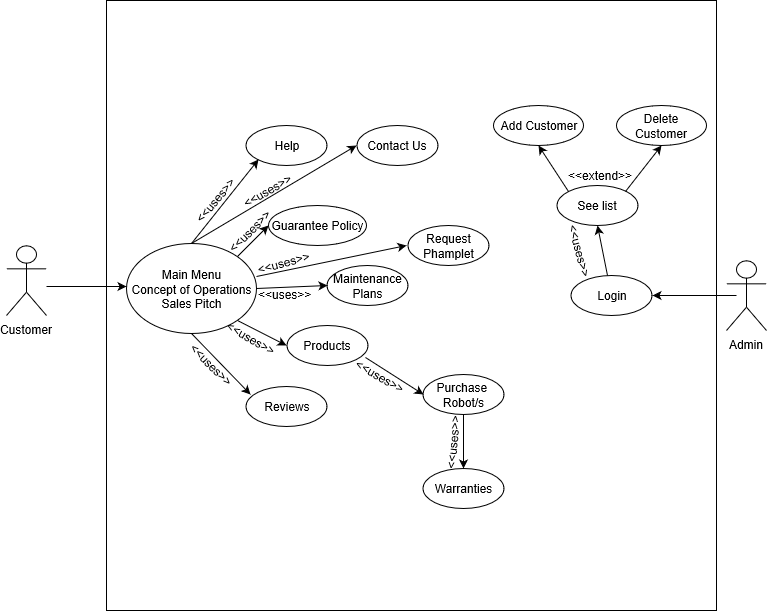 Add Customer
Delete
Customer
Help
Contact Us
<<extend>>
<<uses>>
<<uses>>
See list
<<uses>>
Guarantee Policy
<<uses>>
Request
Phamplet
<<uses>>
<<uses>>
Main Menu
Concept of Operations
Sales Pitch
Maintenance
Plans
<<uses>>
Login
Customer
Admin
<<uses>>
Products
<<uses>>
<<uses>>
Purchase
Robot/s
Reviews
<<uses>>
Warranties